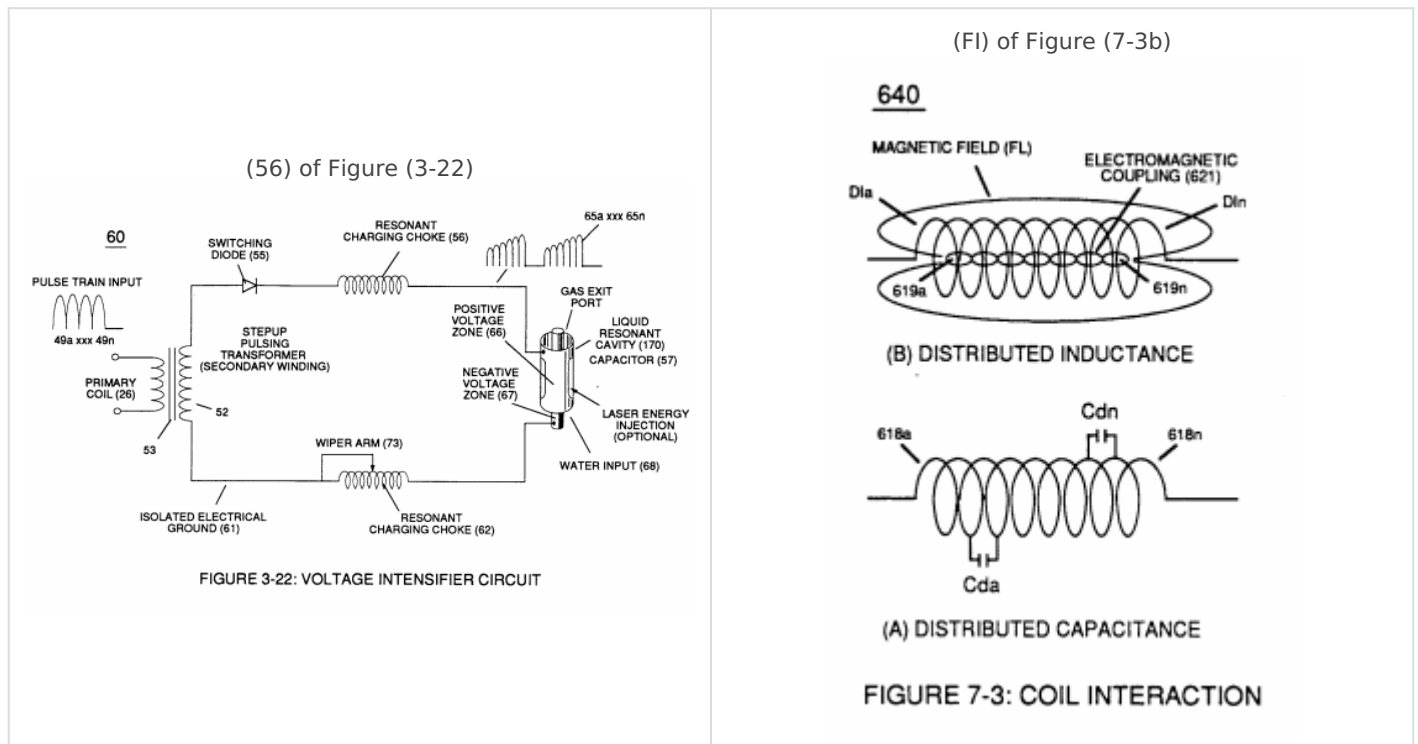 (56) of Figure (3-22)
60
PULSE TRAIN INPUT
49a xxx 49n
PRIMARY
COIL (26)
53
52
STEPUP
PULSING
TRANSFORMER
(SECONDARY WINDING)
SWITCHING
DIODE (55)
RESONANT
CHARGING CHOKE (56)
65a xxx 65n
GAS EXIT
PORT
POSITIVE
VOLTAGE
ZONE (66)
LIQUID
RESONANT
CAVITY (170)
CAPACITOR (57)
NEGATIVE
VOLTAGE
ZONE (67)
LASER ENERGY
INJECTION
(OPTIONAL)
WATER INPUT (68)
WIPER ARM (73)
ISOLATED ELECTRICAL
GROUND (61)
RESONANT
CHARGING CHOKE (62)
FIGURE 3-22: VOLTAGE INTENSIFIER CIRCUIT
(FI) of Figure (7-3b)
640
MAGNETIC FIELD (FL)
ELECTROMAGNETIC
COUPLING (621)
DIa
DIn
619a
619n
(B) DISTRIBUTED INDUCTANCE
Cdn
618a
618n
Cda
(A) DISTRIBUTED CAPACITANCE
FIGURE 7-3: COIL INTERACTION